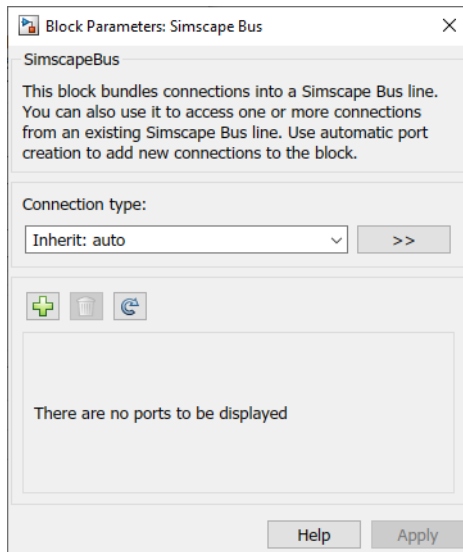 Block Parameters: Simscape Bus
SimscapeBus
This block bundles connections into a Simscape Bus line.
You can also use it to access one or more connections
from an existing Simscape Bus line. Use automatic port
creation to add new connections to the block.
Connection type:
Inherit: auto
>>
There are no ports to be displayed
Help
Apply